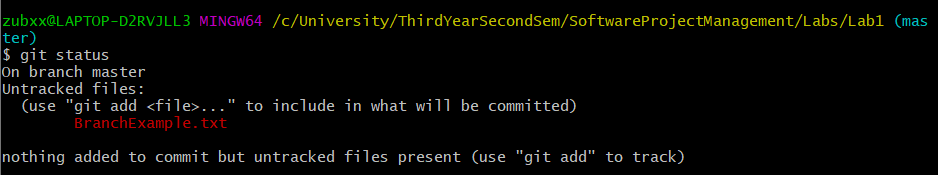 zubxx@LAPTOP-D2RVJLL3 MINGW64 /c/University/ThirdYearSecondSem/SoftwareProjectManagement/Labs/Lab1 (mas
ter)
$ git status
On branch master
Untracked files:
  (use "git add <file>..." to include in what will be committed)
        BranchExample.txt

nothing added to commit but untracked files present (use "git add" to track)